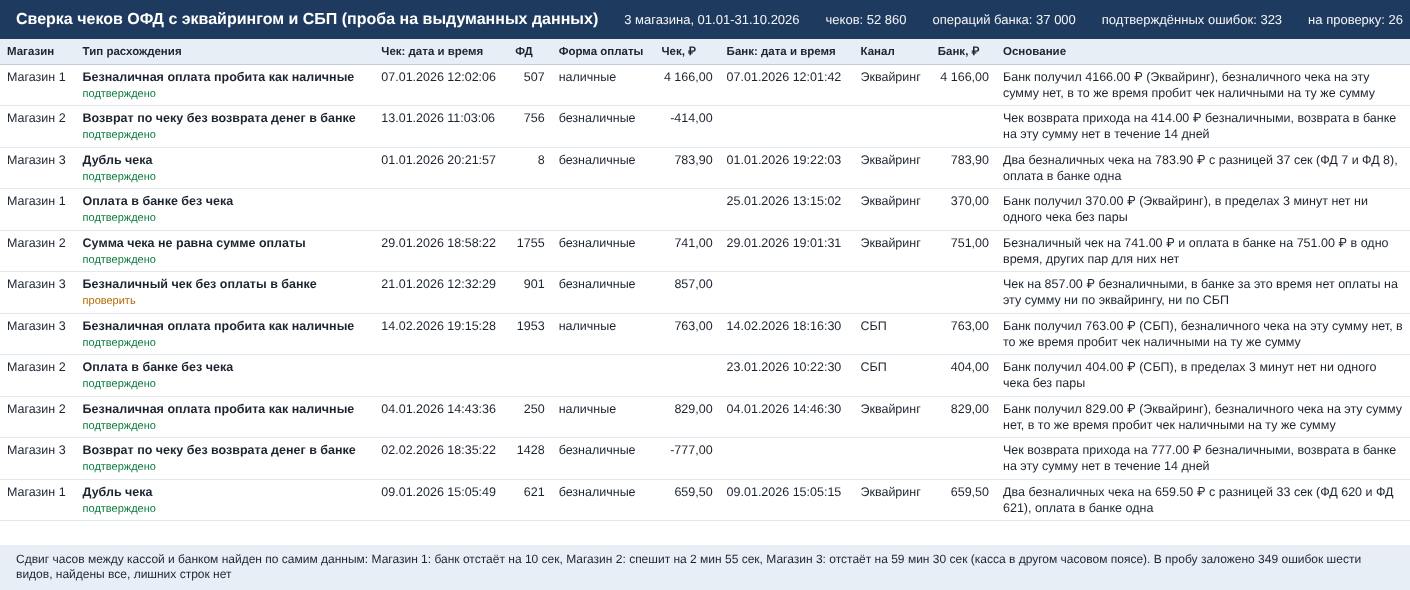 Сверка чеков ОФД с эквайрингом и СБП (проба на выдуманных данных) 3 магазина, 01.01-31.10.2026 чеков: 52 860 операций банка: 37 000 подтверждённых ошибок: 323 на проверку: 26
Магазин Тип расхождения Чек: дата и время ФД Форма оплаты Чек, ₽ Банк: дата и время Канал Банк, ₽ Основание
Магазин 1 Безналичная оплата пробита как наличные 07.01.2026 12:02:06 507 наличные 4 166,00 07.01.2026 12:01:42 Эквайринг 4 166,00 Банк получил 4166.00 ₽ (Эквайринг), безналичного чека на эту
подтверждено сумму нет, в то же время пробит чек наличными на ту же сумму
Магазин 2 Возврат по чеку без возврата денег в банке 13.01.2026 11:03:06 756 безналичные -414,00 Чек возврата прихода на 414.00 ₽ безналичными, возврата в банке
подтверждено на эту сумму нет в течение 14 дней
Магазин 3 Дубль чека 01.01.2026 20:21:57 8 безналичные 783,90 01.01.2026 19:22:03 Эквайринг 783,90 Два безналичных чека на 783.90 ₽ с разницей 37 сек (ФД 7 и ФД 8),
подтверждено оплата в банке одна
Магазин 1 Оплата в банке без чека 25.01.2026 13:15:02 Эквайринг 370,00 Банк получил 370.00 ₽ (Эквайринг), в пределах 3 минут нет ни
подтверждено одного чека без пары
Магазин 2 Сумма чека не равна сумме оплаты 29.01.2026 18:58:22 1755 безналичные 741,00 29.01.2026 19:01:31 Эквайринг 751,00 Безналичный чек на 741.00 ₽ и оплата в банке на 751.00 ₽ в одно
подтверждено время, других пар для них нет
Магазин 3 Безналичный чек без оплаты в банке 21.01.2026 12:32:29 901 безналичные 857,00 Чек на 857.00 ₽ безналичными, в банке за это время нет оплаты на
проверить эту сумму ни по эквайрингу, ни по СБП
Магазин 3 Безналичная оплата пробита как наличные 14.02.2026 19:15:28 1953 наличные 763,00 14.02.2026 18:16:30 СБП 763,00 Банк получил 763.00 ₽ (СБП), безналичного чека на эту сумму нет, в
подтверждено то же время пробит чек наличными на ту же сумму
Магазин 2 Оплата в банке без чека 23.01.2026 10:22:30 СБП 404,00 Банк получил 404.00 ₽ (СБП), в пределах 3 минут нет ни одного
подтверждено чека без пары
Магазин 2 Безналичная оплата пробита как наличные 04.01.2026 14:43:36 250 наличные 829,00 04.01.2026 14:46:30 Эквайринг 829,00 Банк получил 829.00 ₽ (Эквайринг), безналичного чека на эту сумму
подтверждено нет, в то же время пробит чек наличными на ту же сумму
Магазин 3 Возврат по чеку без возврата денег в банке 02.02.2026 18:35:22 1428 безналичные -777,00 Чек возврата прихода на 777.00 ₽ безналичными, возврата в банке
подтверждено на эту сумму нет в течение 14 дней
Магазин 1 Дубль чека 09.01.2026 15:05:49 621 безналичные 659,50 09.01.2026 15:05:15 Эквайринг 659,50 Два безналичных чека на 659.50 ₽ с разницей 33 сек (ФД 620 и ФД
подтверждено 621), оплата в банке одна
Сдвиг часов между кассой и банком найден по самим данным: Магазин 1: банк отстаёт на 10 сек, Магазин 2: спешит на 2 мин 55 сек, Магазин 3: отстаёт на 59 мин 30 сек (касса в другом часовом поясе). В пробу заложено 349 ошибок шести
видов, найдены все, лишних строк нет